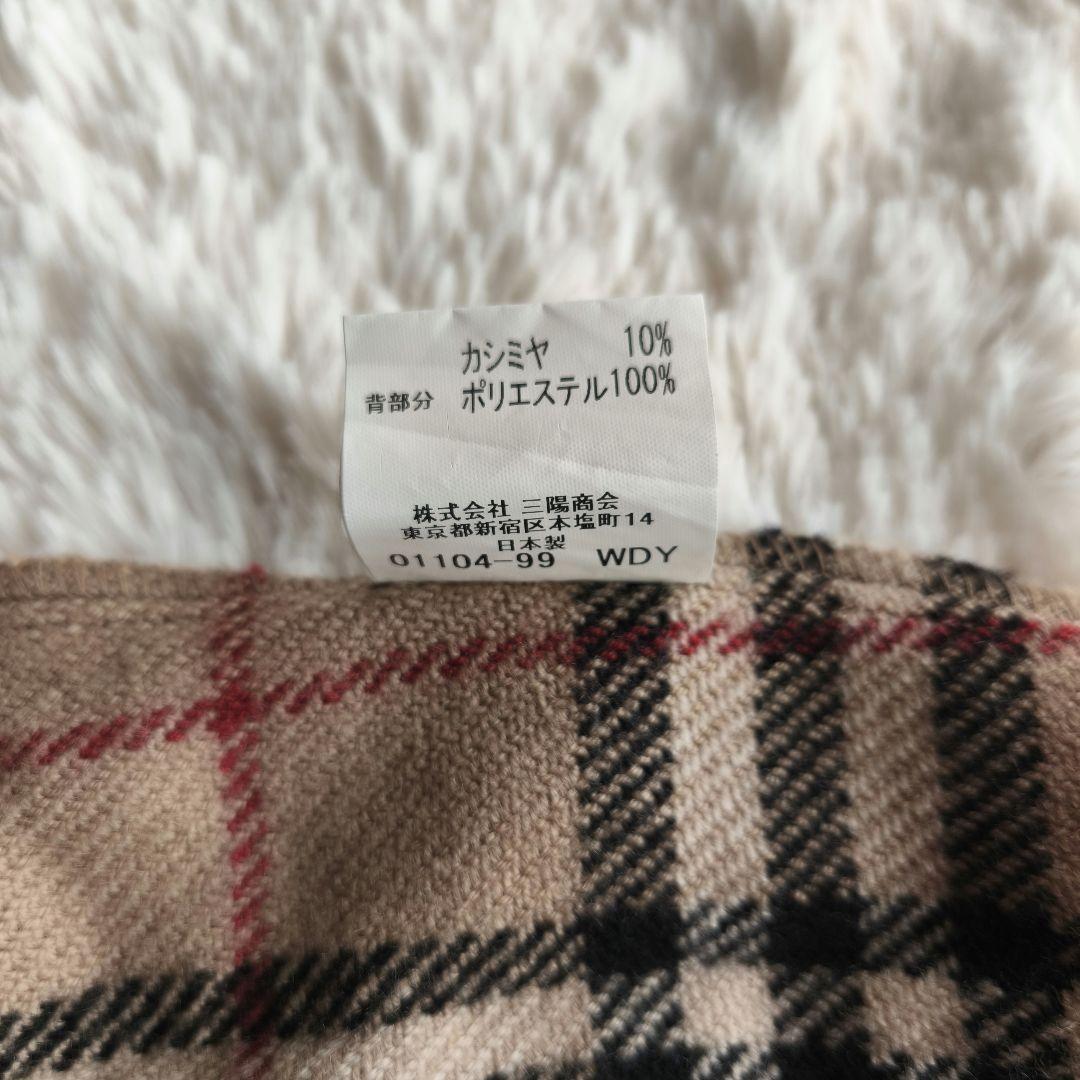 カシミヤ 10%
背部分 ポリエステル100%
株式会社 三陽商会
東京都新宿区本塩町14
日本製
01104-99 WDY